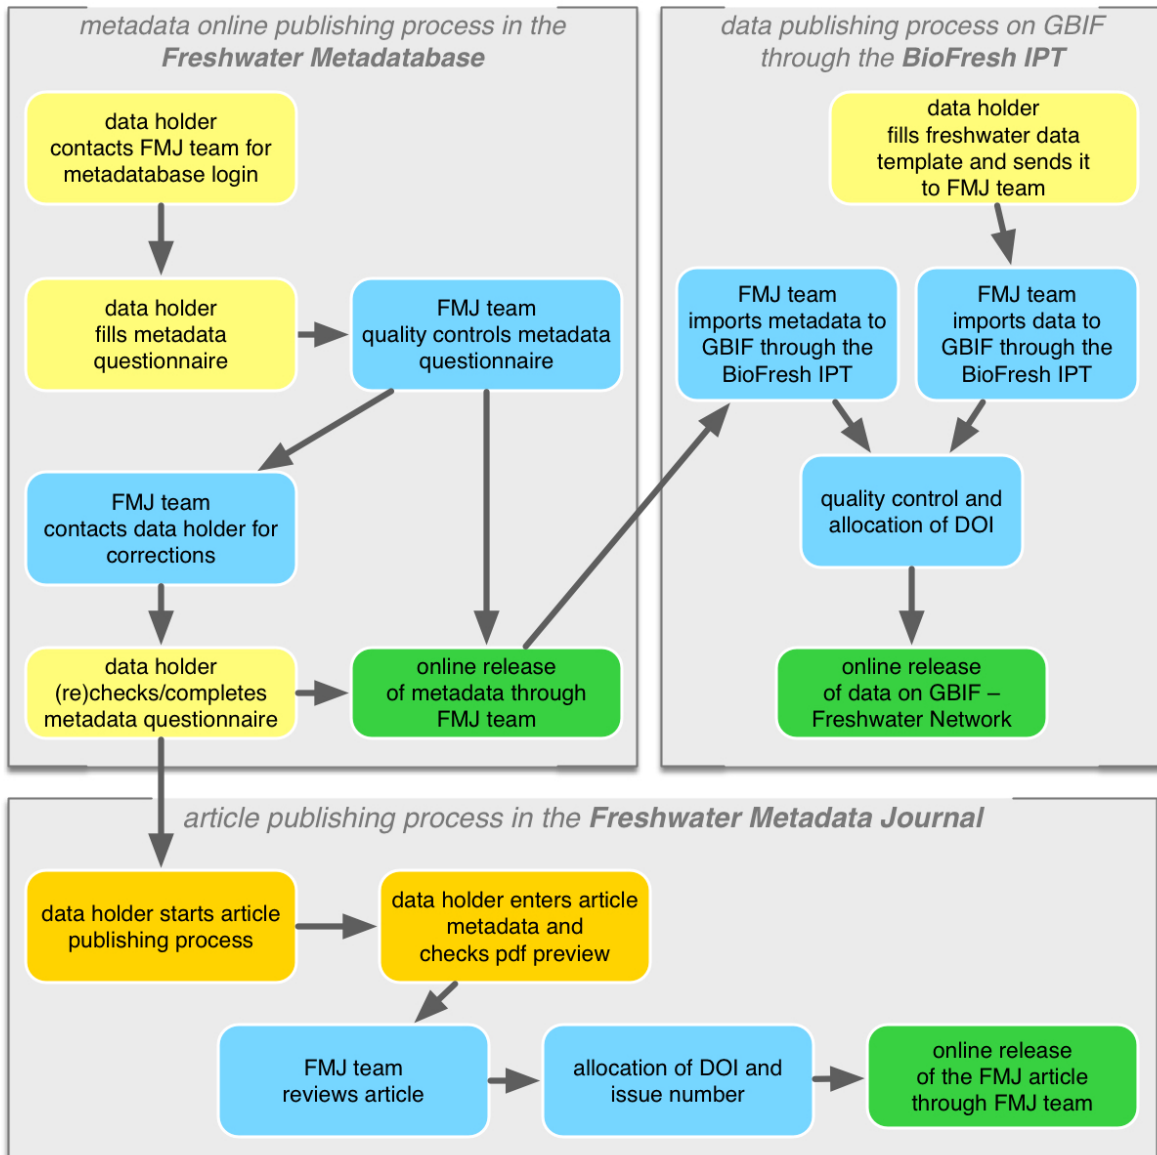 metadata online publishing process in the
Freshwater Metadatabase
data holder
contacts FMJ team for
metadatabase login
data holder
fills metadata
questionnaire
FMJ team
quality controls metadata
questionnaire
FMJ team
contacts data holder for
corrections
data holder
(re)checks/completes
metadata questionnaire
online release
of metadata through
FMJ team
data publishing process on GBIF
through the BioFresh IPT
data holder
fills freshwater data
template and sends it
to FMJ team
FMJ team
imports metadata to
GBIF through the
BioFresh IPT
FMJ team
imports data to
GBIF through the
BioFresh IPT
quality control and
allocation of DOI
online release
of data on GBIF –
Freshwater Network
article publishing process in the Freshwater Metadata Journal
data holder starts article
publishing process
data holder enters article
metadata and
checks pdf preview
FMJ team
reviews article
allocation of DOI and
issue number
online release
of the FMJ article
through FMJ team